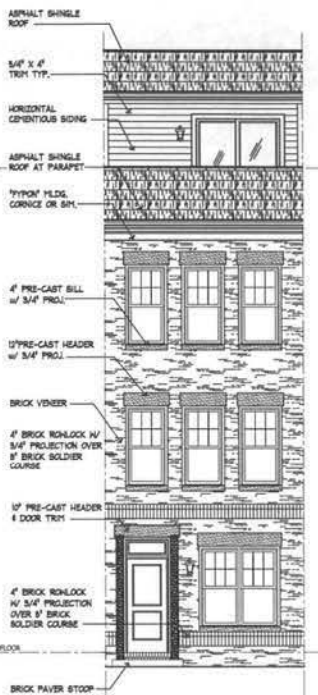 ASPHALT SHINGLE
ROOF
5/4" X 4"
TRIM TYP.
HORIZONTAL
CEMENTIOUS SIDING
ASPHALT SHINGLE
ROOF AT PARAPET
"FYPON" MLDG.
CORNICE OR SIM.
4" PRE-CAST SILL
W/ 3/4" PROJ.
12"PRE-CAST HEADER
W/ 3/4" PROJ.
BRICK VENEER
4" BRICK ROWLOCK W/
3/4" PROJECTION OVER
8" BRICK SOLDIER
COURSE
10" PRE-CAST HEADER
& DOOR TRIM
4" BRICK ROWLOCK
W/ 3/4" PROJECTION
OVER 8" BRICK
SOLDIER COURSE
FLOOR
BRICK PAVER STOOP